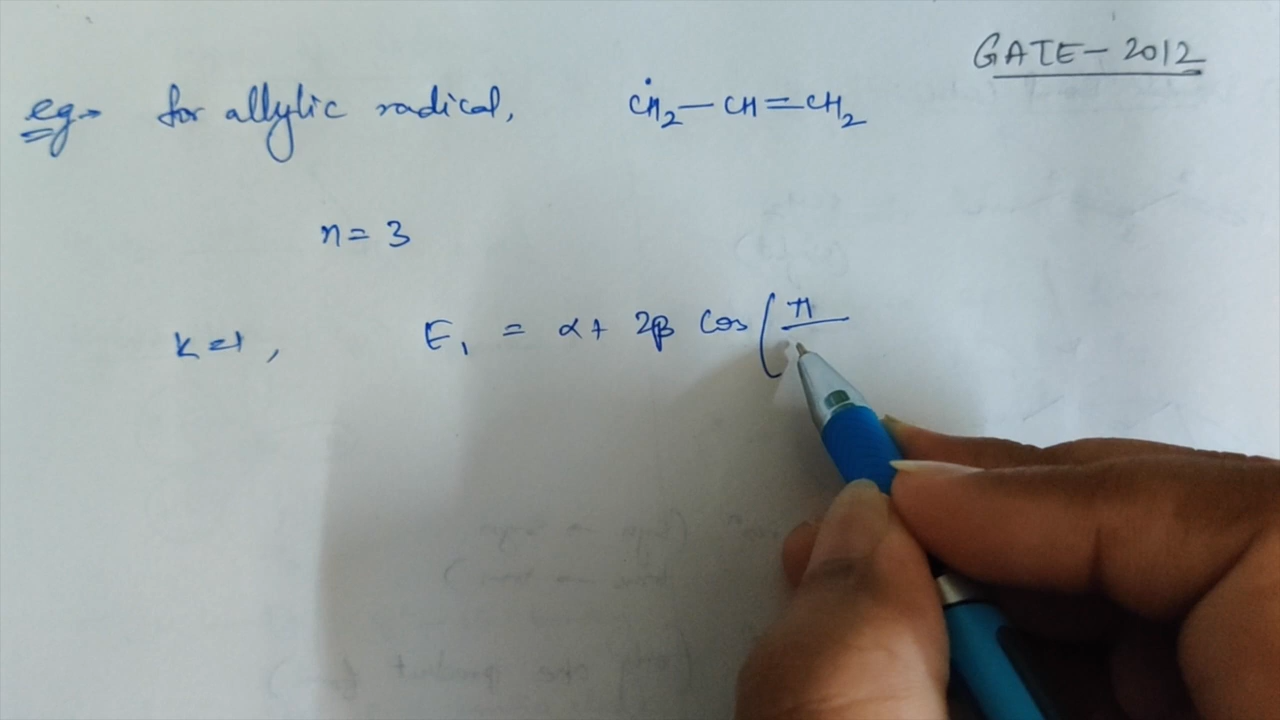 GATE-2012
eg→ for allylic radical, ĊH₂—CH=CH₂
n = 3
k=1, E₁ = α + 2β Cos(π